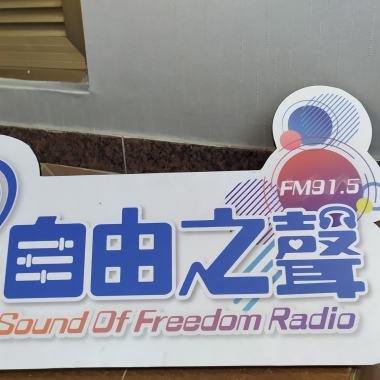 FM91.5
自由之聲
Sound Of Freedom Radio